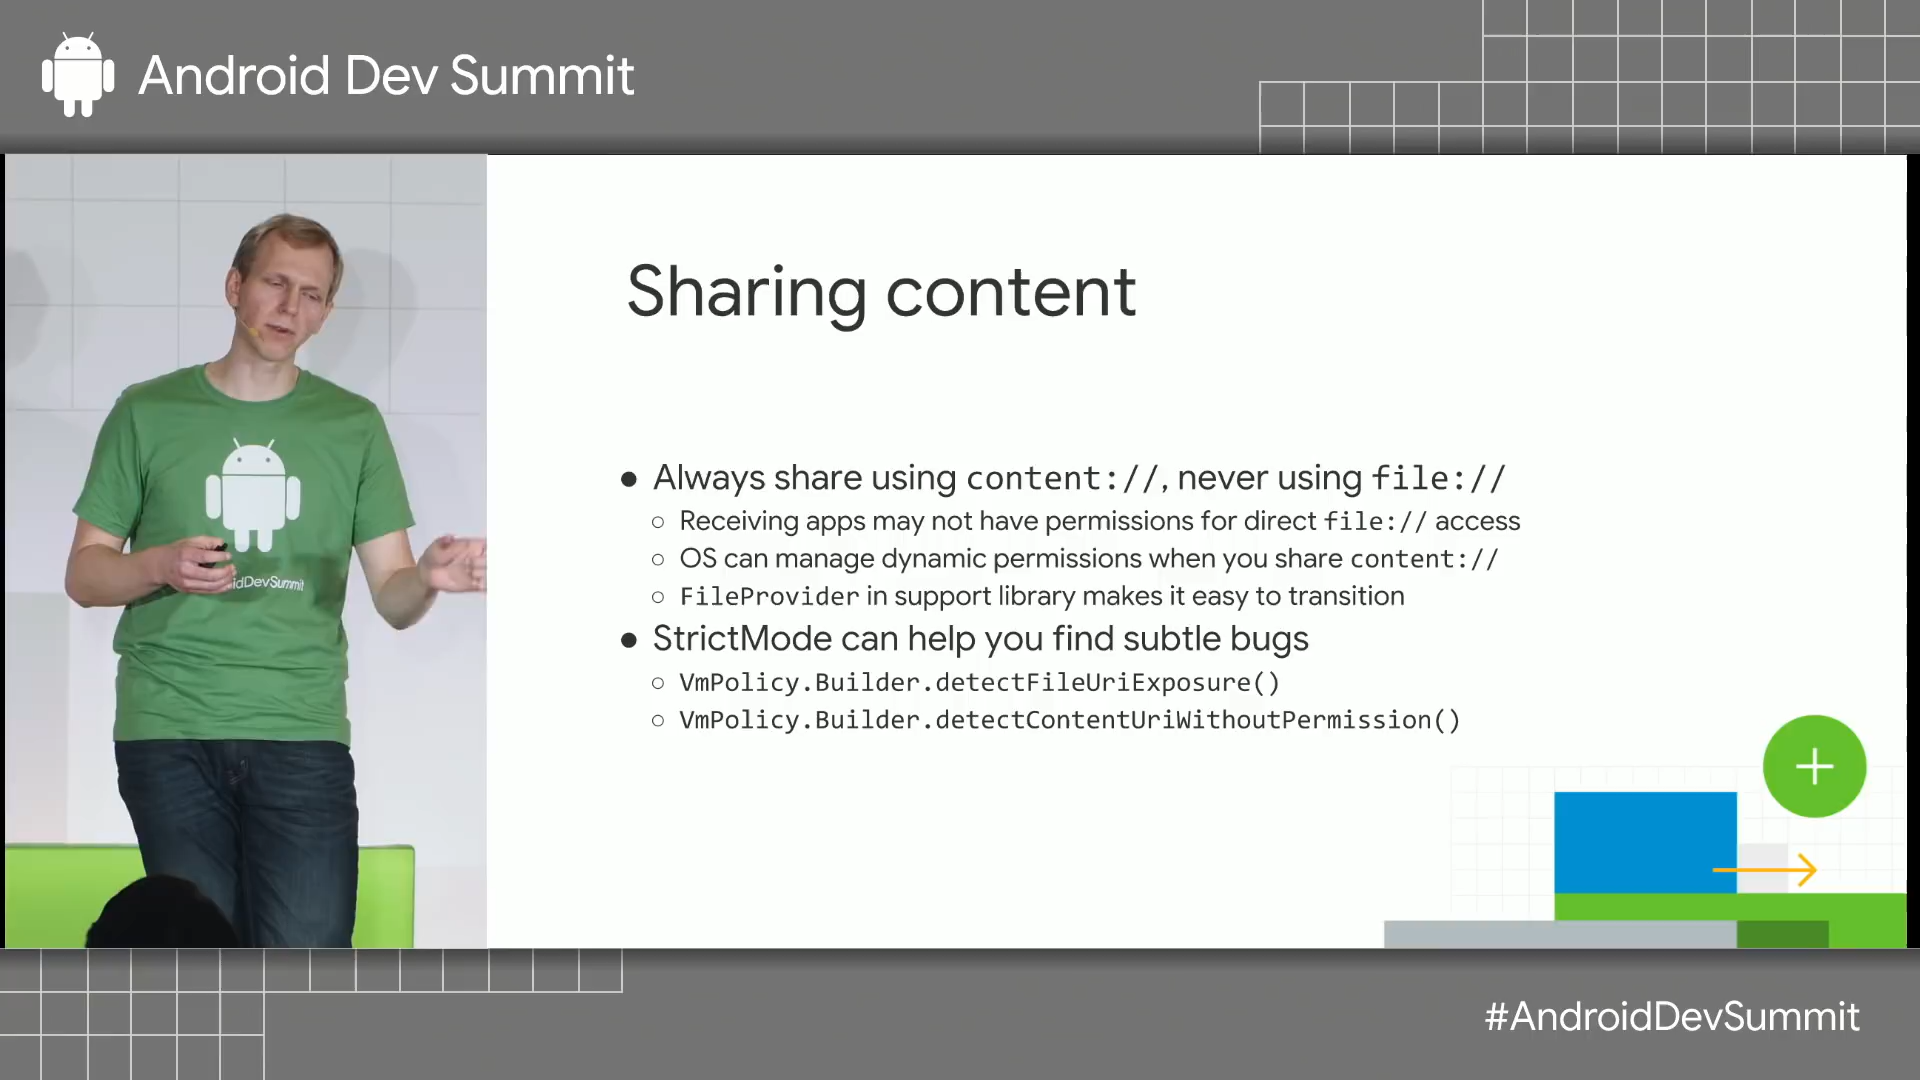 Android Dev Summit
Sharing content
● Always share using content://, never using file://
○ Receiving apps may not have permissions for direct file:// access
○ OS can manage dynamic permissions when you share content://
○ FileProvider in support library makes it easy to transition
● StrictMode can help you find subtle bugs
○ VmPolicy.Builder.detectFileUriExposure()
○ VmPolicy.Builder.detectContentUriWithoutPermission()
idDevSummit
#AndroidDevSummit